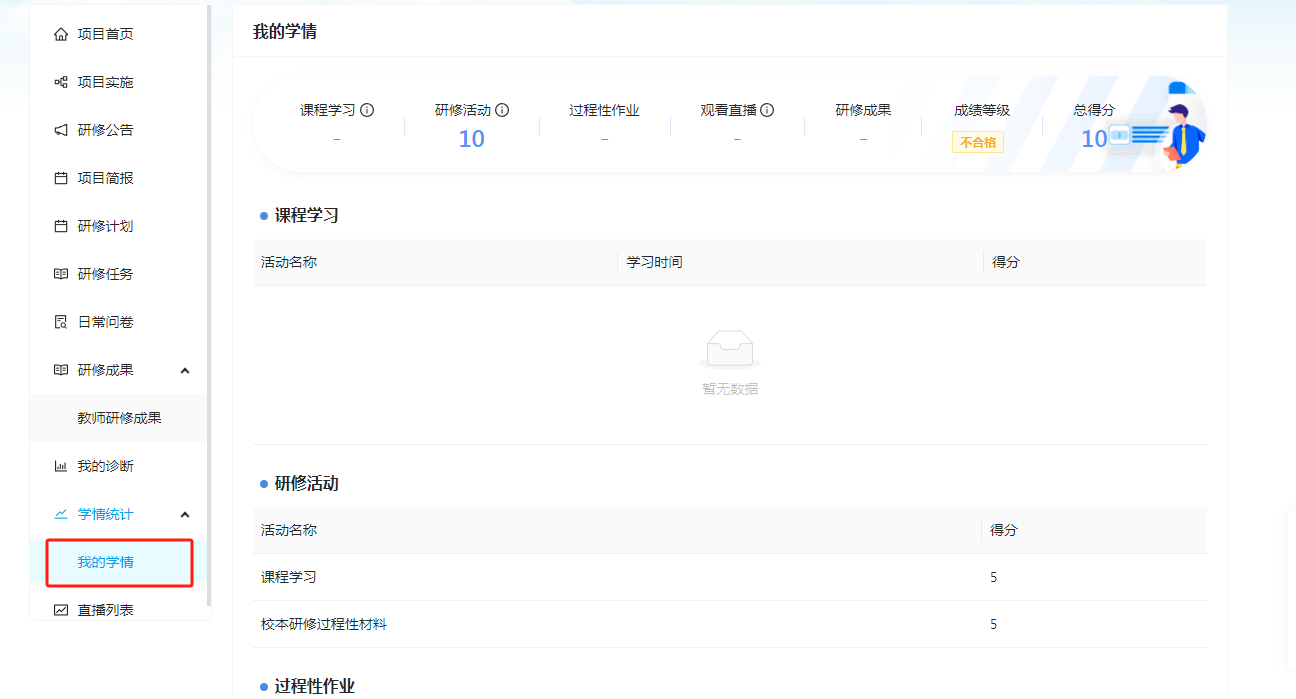 项目首页
项目实施
研修公告
项目简报
研修计划
研修任务
日常问卷
研修成果
教师研修成果
我的诊断
学情统计
我的学情
直播列表
我的学情
课程学习 研修活动 过程性作业 观看直播 研修成果 成绩等级 总得分
- 10 - - - 不合格 10
课程学习
活动名称 学习时间 得分
暂无数据
研修活动
活动名称 得分
课程学习 5
校本研修过程性材料 5
过程性作业